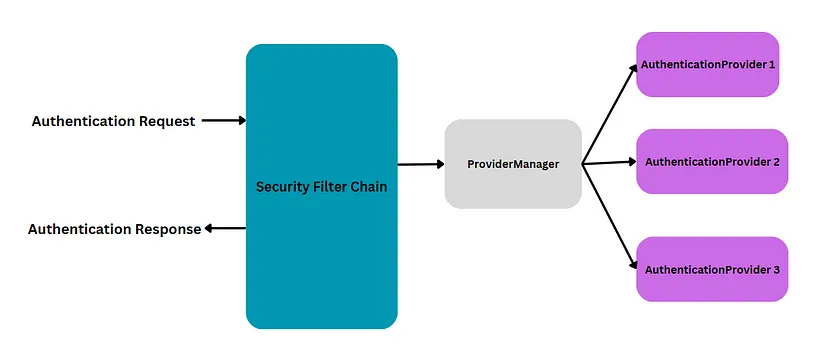 Authentication Request
Authentication Response
Security Filter Chain
ProviderManager
AuthenticationProvider 1
AuthenticationProvider 2
AuthenticationProvider 3